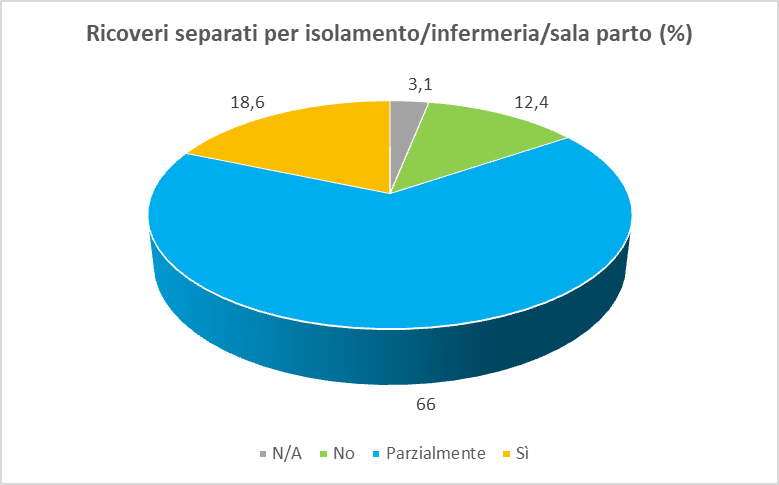 Ricoveri separati per isolamento/infermeria/sala parto (%)
3,1
18,6
12,4
66
N/A No Parzialmente Sì